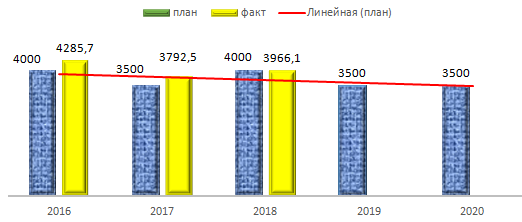 план факт Линейная (план)
4000 4285,7 3500 3792,5 4000 3966,1 3500 3500
2016 2017 2018 2019 2020